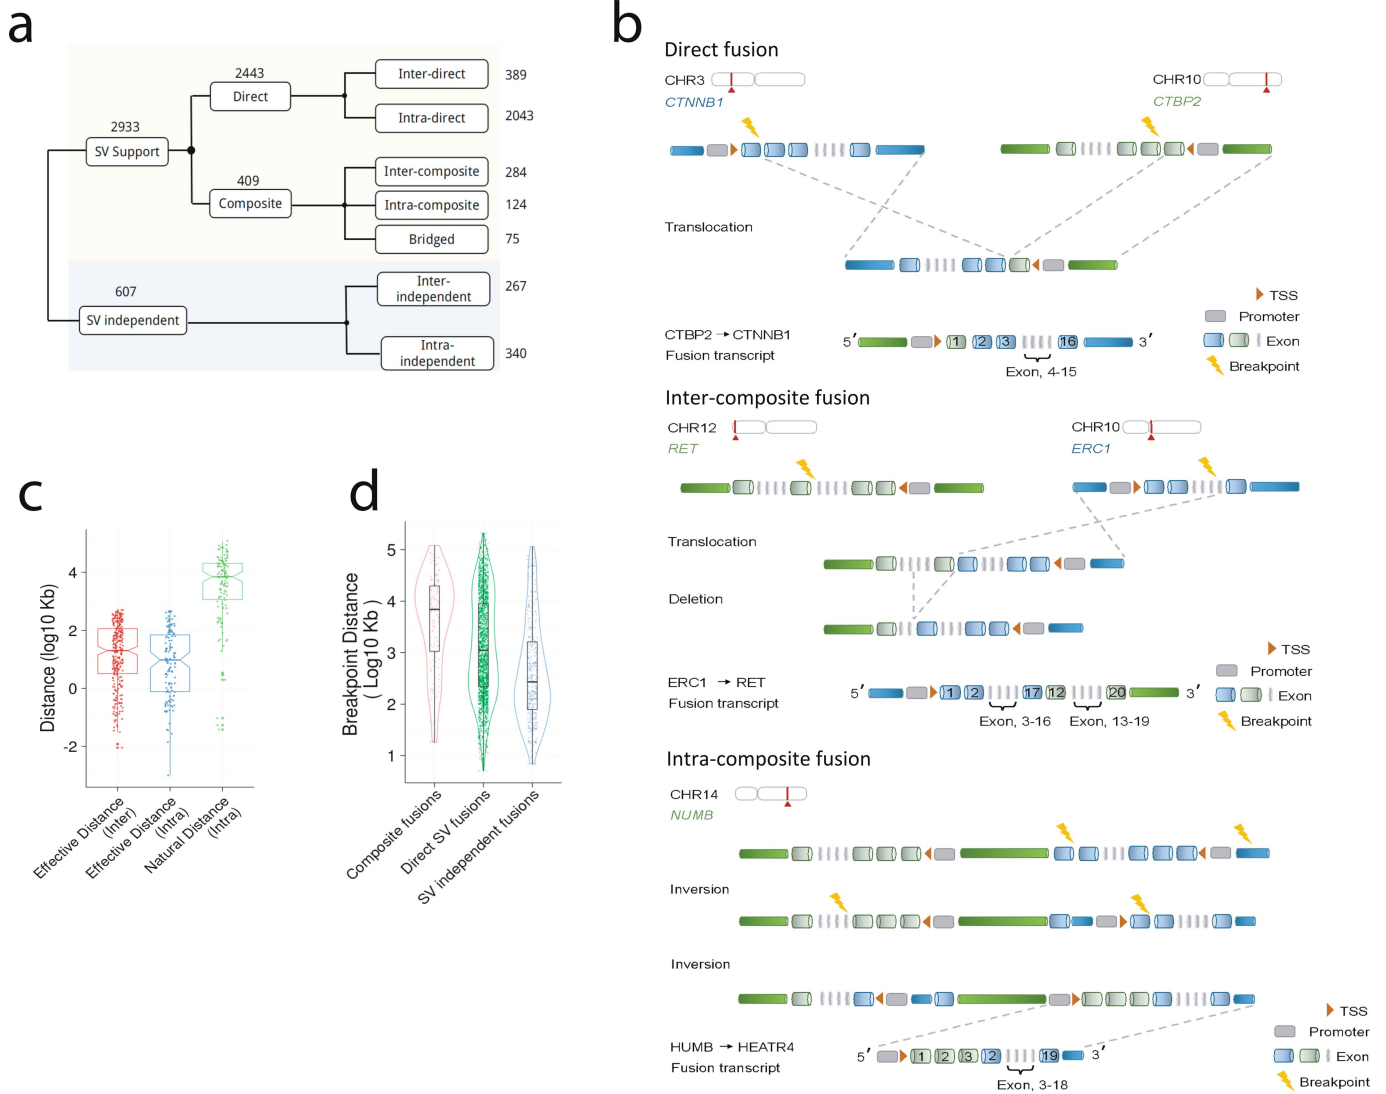 a
2933
SV Support
2443
Direct
409
Composite
Inter-direct
389
Intra-direct
2043
Inter-composite
284
Intra-composite
124
Bridged
75
607
SV independent
Inter-
independent
267
Intra-
independent
340
b
Direct fusion
CHR3
CTNNB1
CHR10
CTBP2
Translocation
TSS
Promoter
Exon
Breakpoint
CTBP2 → CTNNB1
Fusion transcript
5′
1
2
3
16
3′
Exon, 4-15
Inter-composite fusion
CHR12
RET
CHR10
ERC1
Translocation
Deletion
TSS
Promoter
Exon
Breakpoint
ERC1 → RET
Fusion transcript
5′
1
2
17
12
20
3′
Exon, 3-16
Exon, 13-19
Intra-composite fusion
CHR14
NUMB
Inversion
Inversion
TSS
Promoter
Exon
Breakpoint
HUMB → HEATR4
Fusion transcript
5′
1
2
3
2
19
3′
Exon, 3-18
c
Distance (log10 Kb)
4
2
0
-2
Effective Distance
(Inter)
Effective Distance
(Intra)
Natural Distance
(Intra)
d
Breakpoint Distance
( Log10 Kb )
5
4
3
2
1
Composite fusions
Direct SV fusions
SV independent fusions